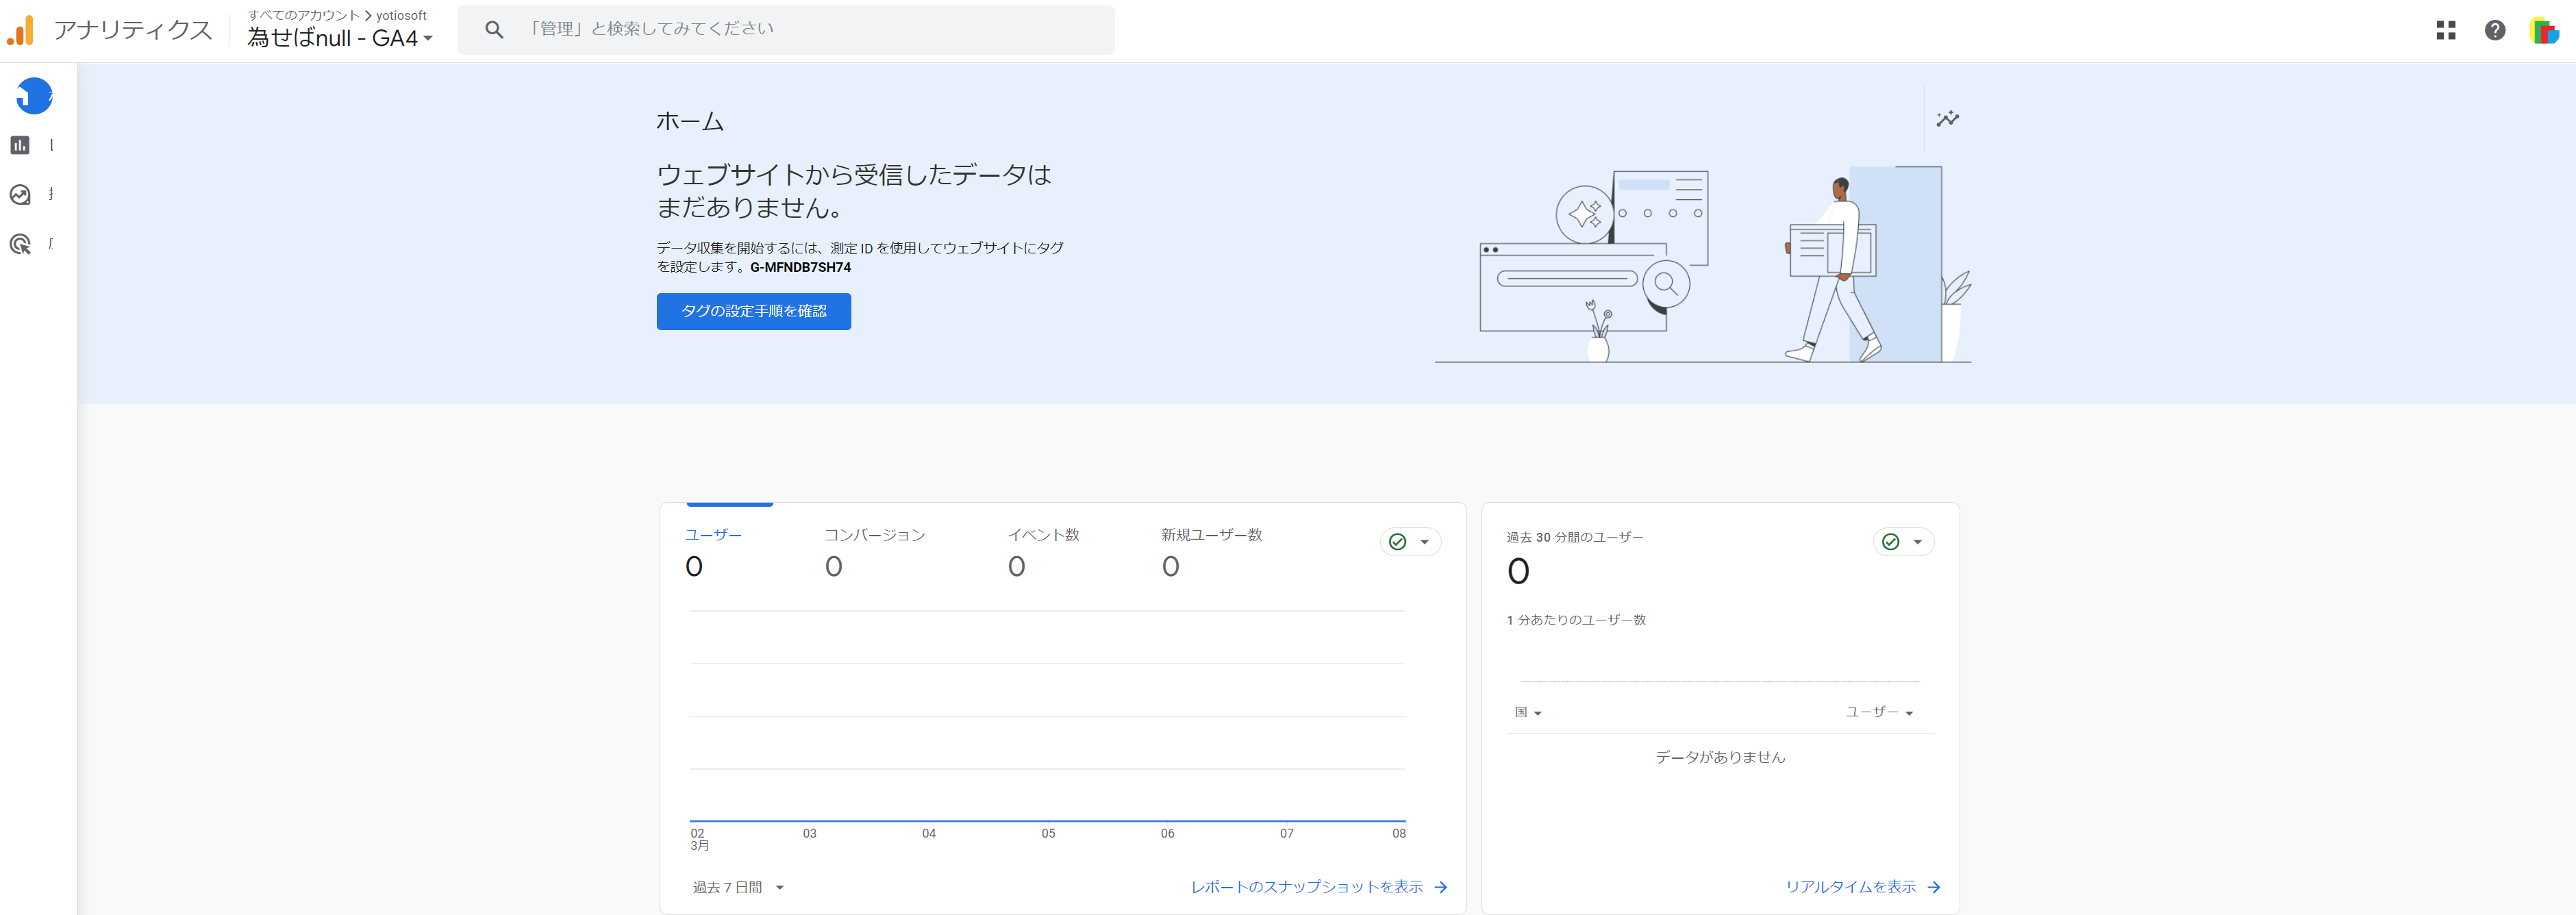 アナリティクス
すべてのアカウント > yotiosoft
為せばnull - GA4
「管理」と検索してみてください
ホーム
ウェブサイトから受信したデータは
まだありません。
データ収集を開始するには、測定 ID を使用してウェブサイトにタグ
を設定します。G-MFNDB7SH74
タグの設定手順を確認
ユーザー
0
コンバージョン
0
イベント数
0
新規ユーザー数
0
02 03 04 05 06 07 08
3月
過去 7 日間
レポートのスナップショットを表示
過去 30 分間のユーザー
0
1 分あたりのユーザー数
国 ユーザー
データがありません
リアルタイムを表示